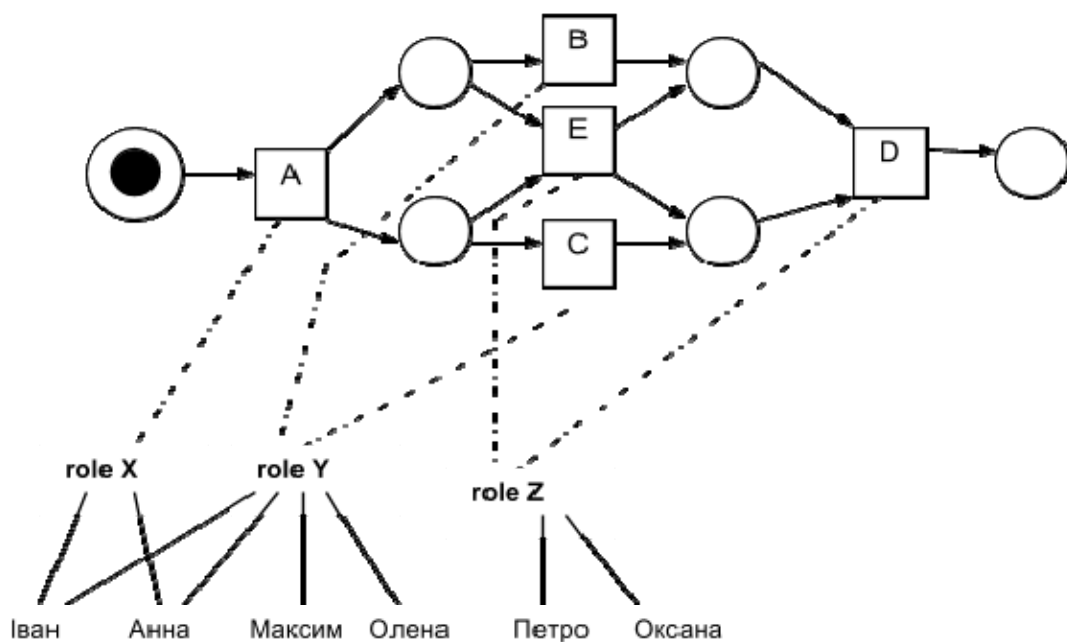 B
A
E
D
C
role X
role Y
role Z
Іван
Анна
Максим
Олена
Петро
Оксана